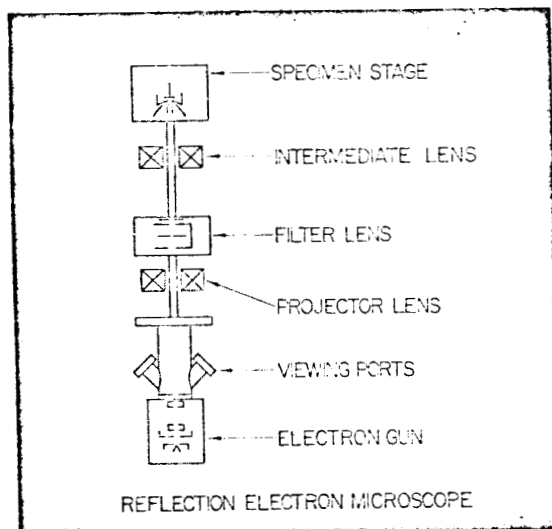 SPECIMEN STAGE
INTERMEDIATE LENS
FILTER LENS
PROJECTOR LENS
VIEWING PORTS
ELECTRON GUN
REFLECTION ELECTRON MICROSCOPE